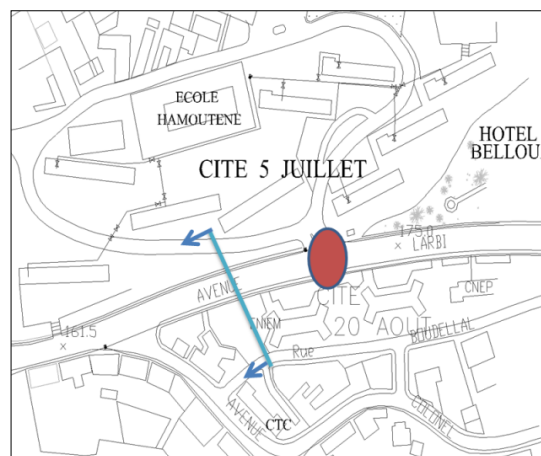 ECOLE
HAMOUTENE
HOTEL
CITE 5 JUILLET
175.0
LARBI
AVENUE
CITE
CNEP
ENIEM
20 AOUT
BOUDELLAL
161.5
Rue
AVENUE
CTC
COLONEL